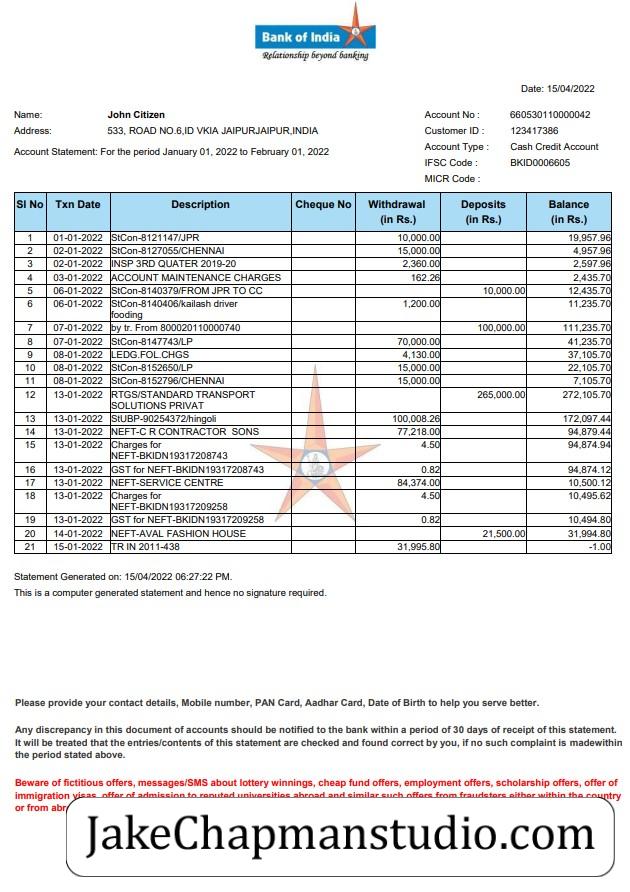 Bank of India
Relationship beyond banking
Date: 15/04/2022
Name: John Citizen Account No : 660530110000042
Address: 533, ROAD NO.6,ID VKIA JAIPURJAIPUR,INDIA Customer ID : 123417386
Account Type : Cash Credit Account
Account Statement: For the period January 01, 2022 to February 01, 2022
IFSC Code : BKID0006605
MICR Code :
Sl No Txn Date Description Cheque No Withdrawal (in Rs.) Deposits (in Rs.) Balance (in Rs.)
1 01-01-2022 StCon-8121147/JPR 10,000.00 19,957.96
2 02-01-2022 StCon-8127055/CHENNAI 15,000.00 4,957.96
3 02-01-2022 INSP 3RD QUATER 2019-20 2,360.00 2,597.96
4 03-01-2022 ACCOUNT MAINTENANCE CHARGES 162.26 2,435.70
5 06-01-2022 StCon-8140379/FROM JPR TO CC 10,000.00 12,435.70
6 06-01-2022 StCon-8140406/kailash driver 1,200.00 11,235.70
fooding
7 07-01-2022 by tr. From 800020110000740 100,000.00 111,235.70
8 07-01-2022 StCon-8147743/LP 70,000.00 41,235.70
9 08-01-2022 LEDG.FOL.CHGS 4,130.00 37,105.70
10 08-01-2022 StCon-8152650/LP 15,000.00 22,105.70
11 08-01-2022 StCon-8152796/CHENNAI 15,000.00 7,105.70
12 13-01-2022 RTGS/STANDARD TRANSPORT 265,000.00 272,105.70
SOLUTIONS PRIVAT
13 13-01-2022 StUBP-90254372/hingoli 100,008.26 172,097.44
14 13-01-2022 NEFT-C R CONTRACTOR SONS 77,218.00 94,879.44
15 13-01-2022 Charges for 4.50 94,874.94
NEFT-BKIDN19317208743
16 13-01-2022 GST for NEFT-BKIDN19317208743 0.82 94,874.12
17 13-01-2022 NEFT-SERVICE CENTRE 84,374.00 10,500.12
18 13-01-2022 Charges for 4.50 10,495.62
NEFT-BKIDN19317209258
19 13-01-2022 GST for NEFT-BKIDN19317209258 0.82 10,494.80
20 14-01-2022 NEFT-AVAL FASHION HOUSE 21,500.00 31,994.80
21 15-01-2022 TR IN 2011-438 31,995.80 -1.00
Statement Generated on: 15/04/2022 06:27:22 PM.
This is a computer generated statement and hence no signature required.
Please provide your contact details, Mobile number, PAN Card, Aadhar Card, Date of Birth to help you serve better.
Any discrepancy in this document of accounts should be notified to the bank within a period of 30 days of receipt of this statement.
It will be treated that the entries/contents of this statement are checked and found correct by you, if no such complaint is madewithin
the period stated above.
Beware of fictitious offers, messages/SMS about lottery winnings, cheap fund offers, employment offers, scholarship offers, offer of
immigration visas, offer of admission to reputed universities abroad and similar such offers from fraudsters either within the country
or from
JakeChapmanstudio.com